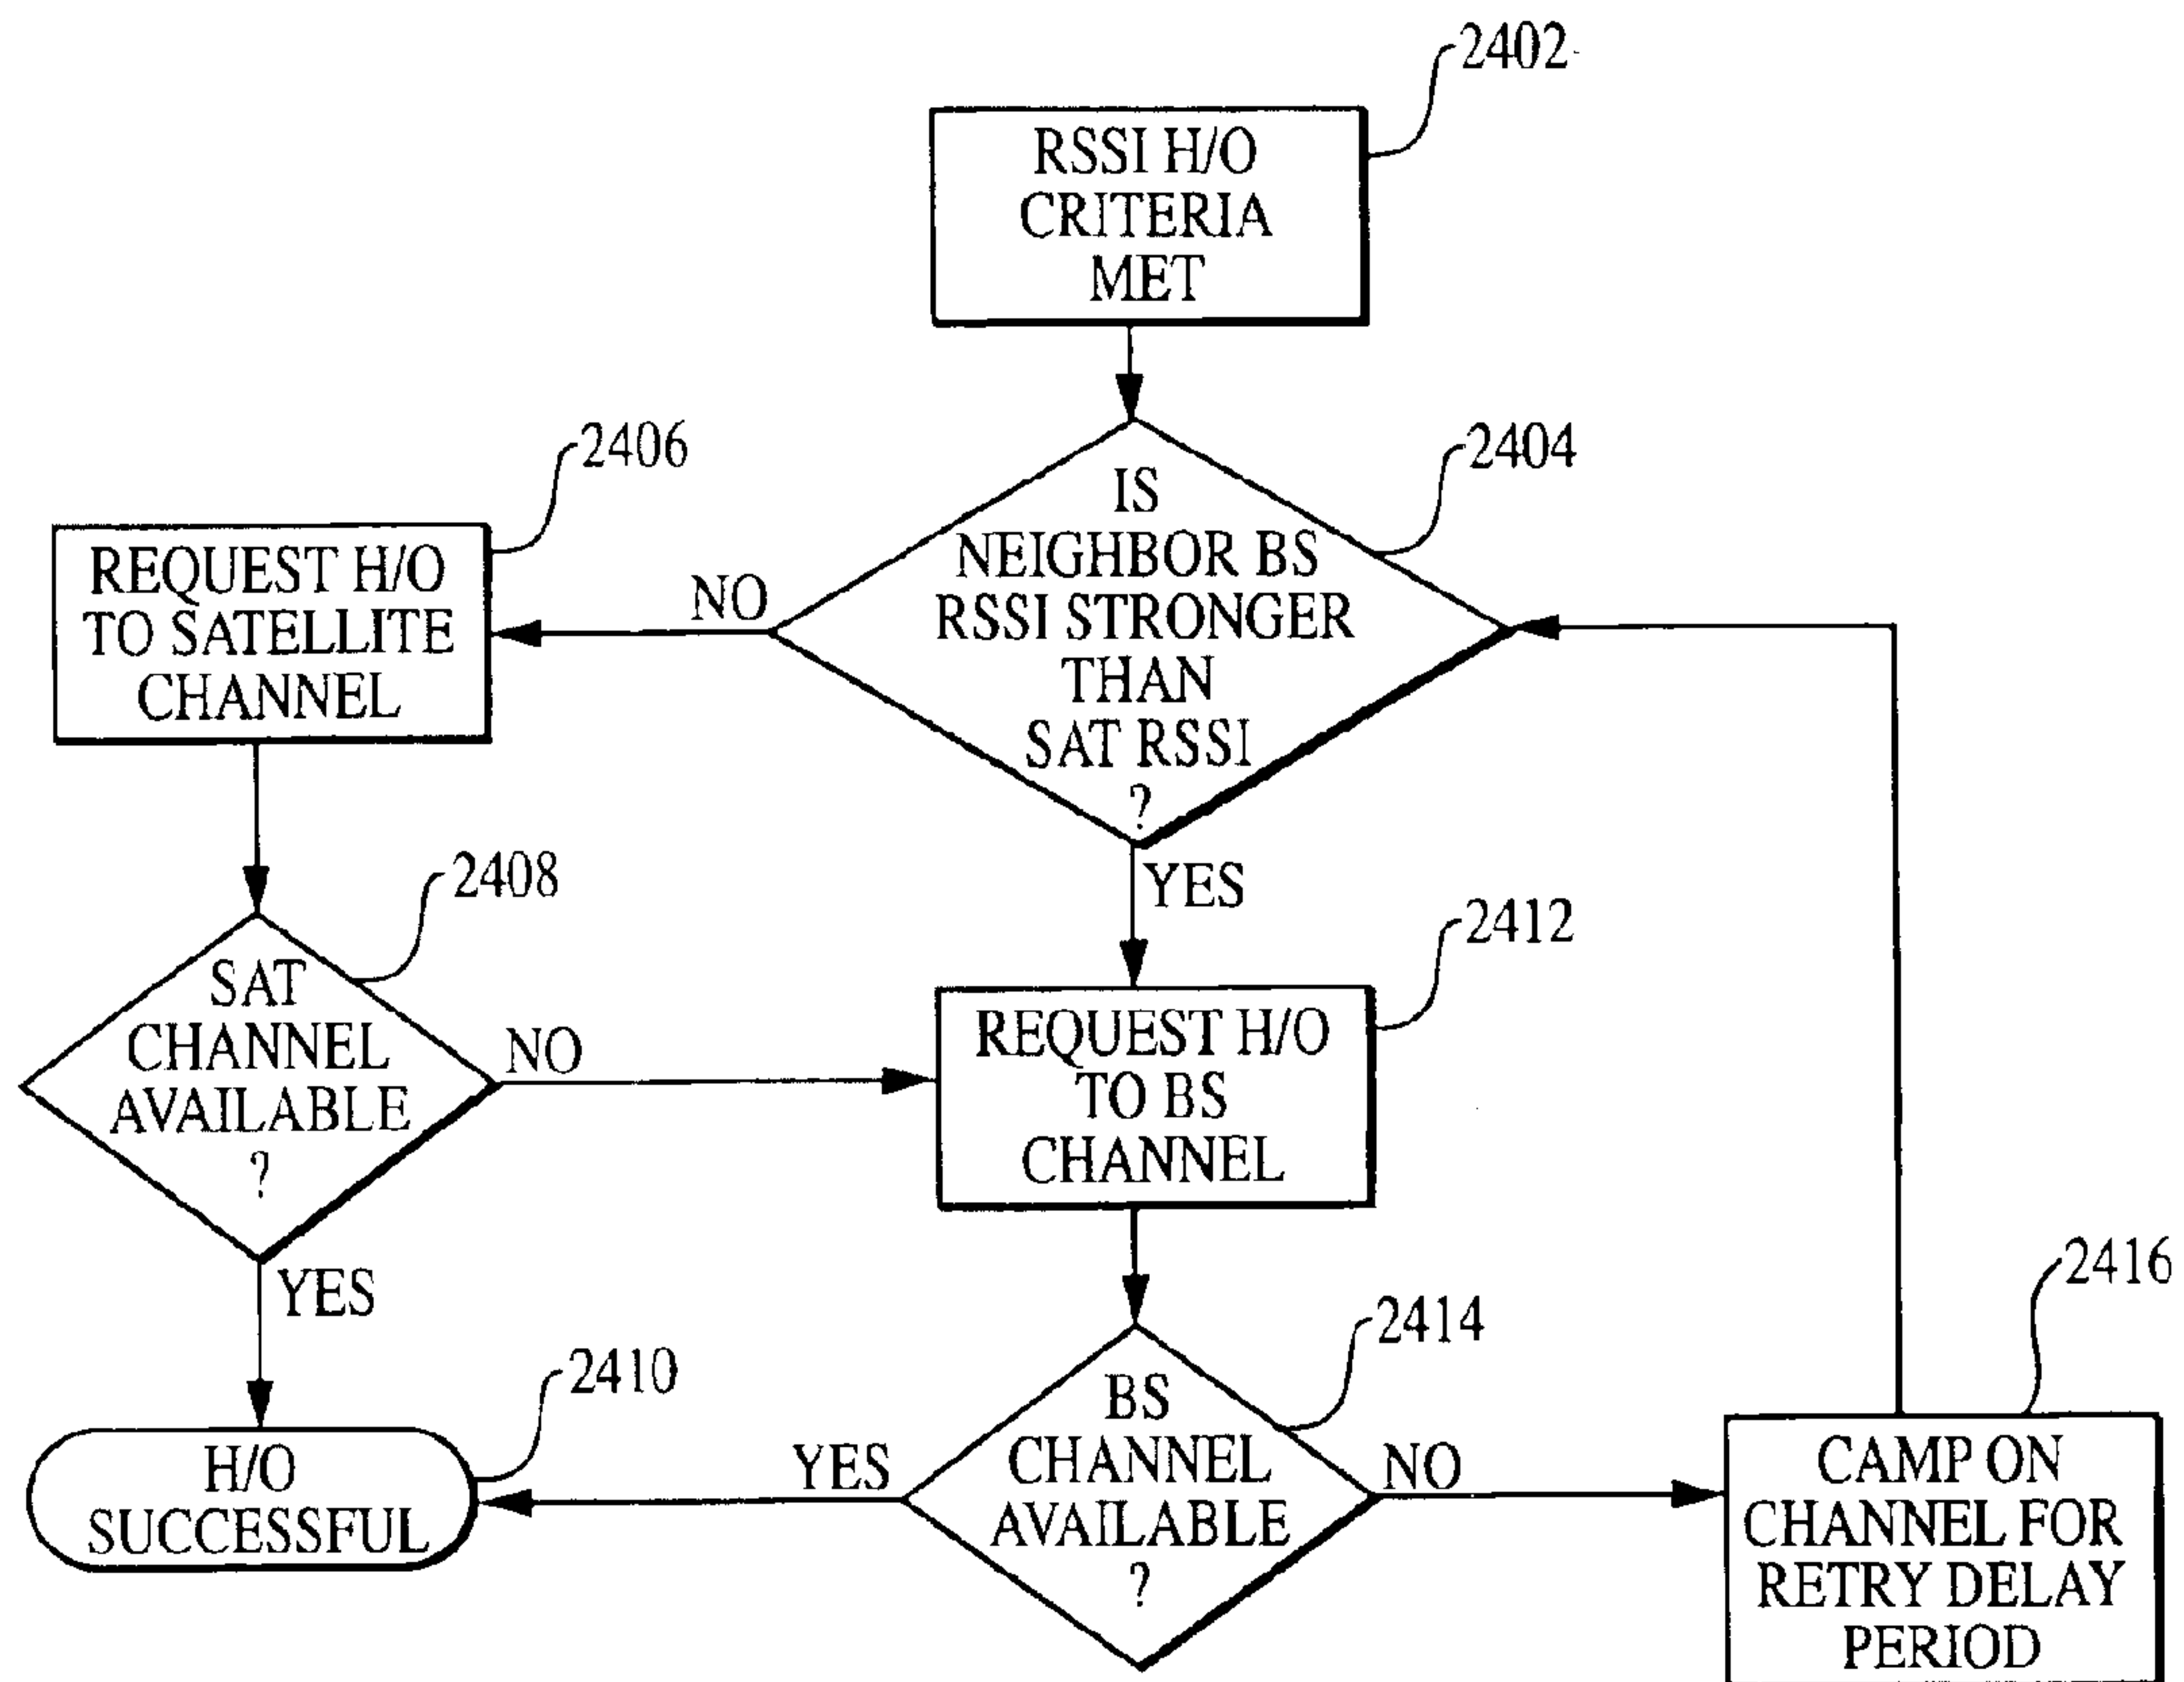 2402
RSSI H/O
CRITERIA
MET
2404
IS
NEIGHBOR BS
RSSI STRONGER
THAN
SAT RSSI
?
NO
YES
2406
REQUEST H/O
TO SATELLITE
CHANNEL
2408
SAT
CHANNEL
AVAILABLE
?
NO
YES
2412
REQUEST H/O
TO BS
CHANNEL
2410
H/O
SUCCESSFUL
2414
BS
CHANNEL
AVAILABLE
?
YES
NO
2416
CAMP ON
CHANNEL FOR
RETRY DELAY
PERIOD